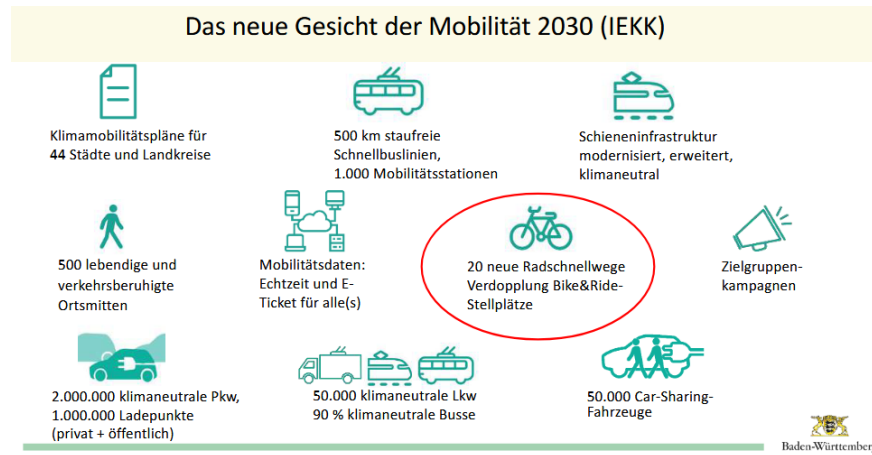 Das neue Gesicht der Mobilität 2030 (IEKK)
Klimamobilitätspläne für
44 Städte und Landkreise
500 km staufreie
Schnellbuslinien,
1.000 Mobilitätsstationen
Schieneninfrastruktur
modernisiert, erweitert,
klimaneutral
500 lebendige und
verkehrsberuhigte
Ortsmitten
Mobilitätsdaten:
Echtzeit und E-
Ticket für alle(s)
20 neue Radschnellwege
Verdopplung Bike&Ride-
Stellplätze
Zielgruppen-
kampagnen
2.000.000 klimaneutrale Pkw,
1.000.000 Ladepunkte
(privat + öffentlich)
50.000 klimaneutrale Lkw
90 % klimaneutrale Busse
50.000 Car-Sharing-
Fahrzeuge
Baden-Württemberg